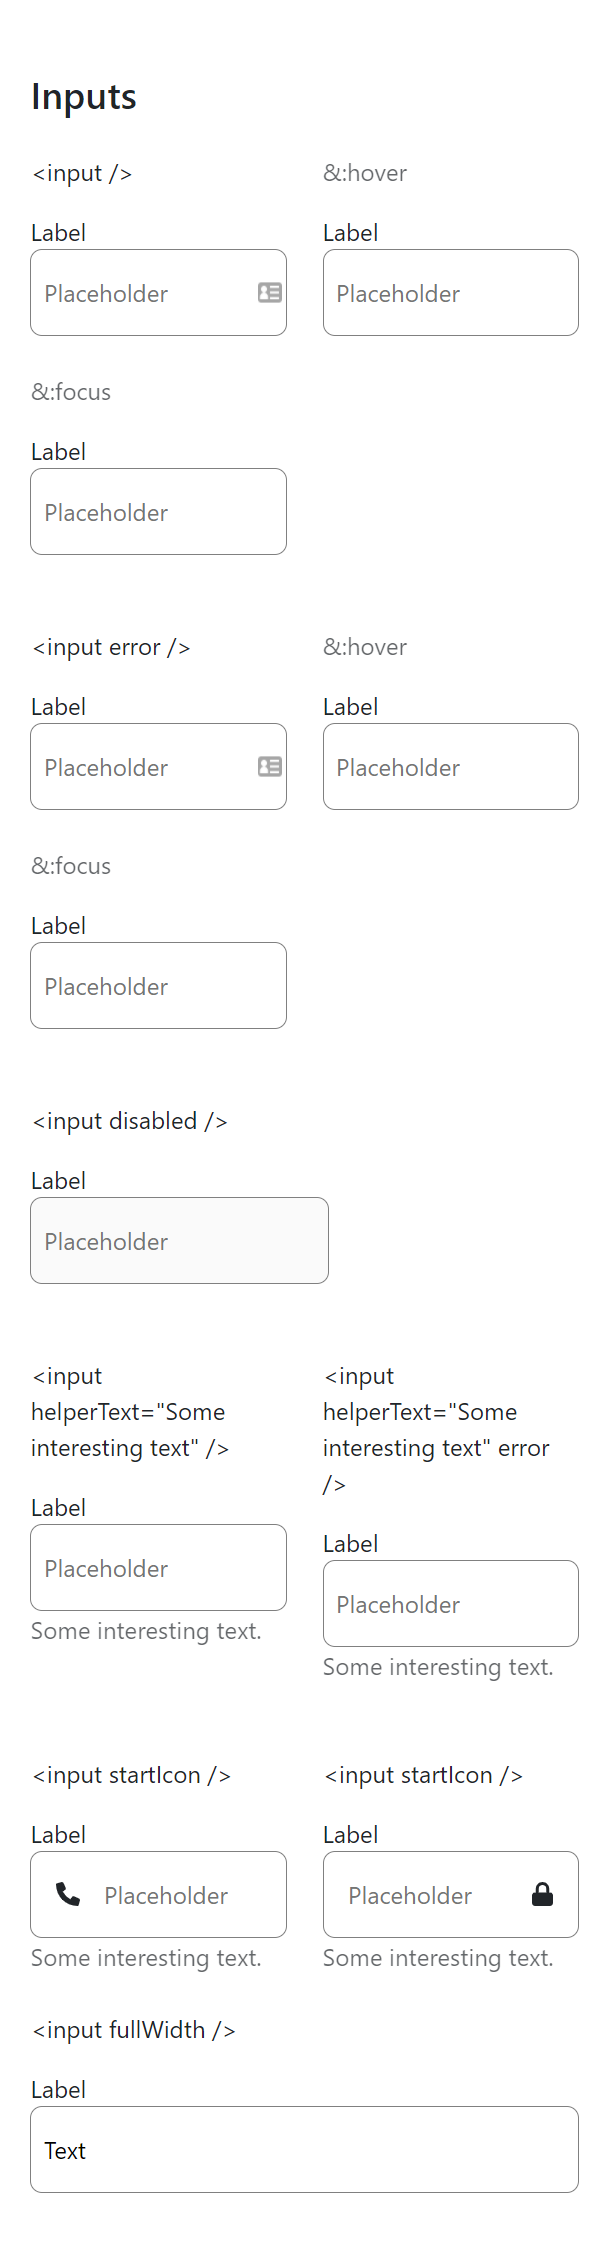 Inputs
<input />
&:hover
Label
Label
Placeholder
Placeholder
&:focus
Label
Placeholder
<input error />
&:hover
Label
Label
Placeholder
Placeholder
&:focus
Label
Placeholder
<input disabled />
Label
Placeholder
<input
helperText="Some
interesting text" />
Label
Placeholder
Some interesting text.
<input
helperText="Some
interesting text" error
/>
Label
Placeholder
Some interesting text.
<input startIcon />
<input startIcon />
Label
Label
Placeholder
Placeholder
Some interesting text.
Some interesting text.
<input fullWidth />
Label
Text